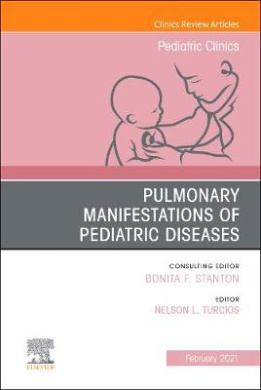 Clinics Review Articles
Pediatric Clinics
PULMONARY
MANIFESTATIONS OF
PEDIATRIC DISEASES
CONSULTING EDITOR
BONITA F. STANTON
EDITOR
NELSON L. TURCIOS
ELSEVIER
February 2021